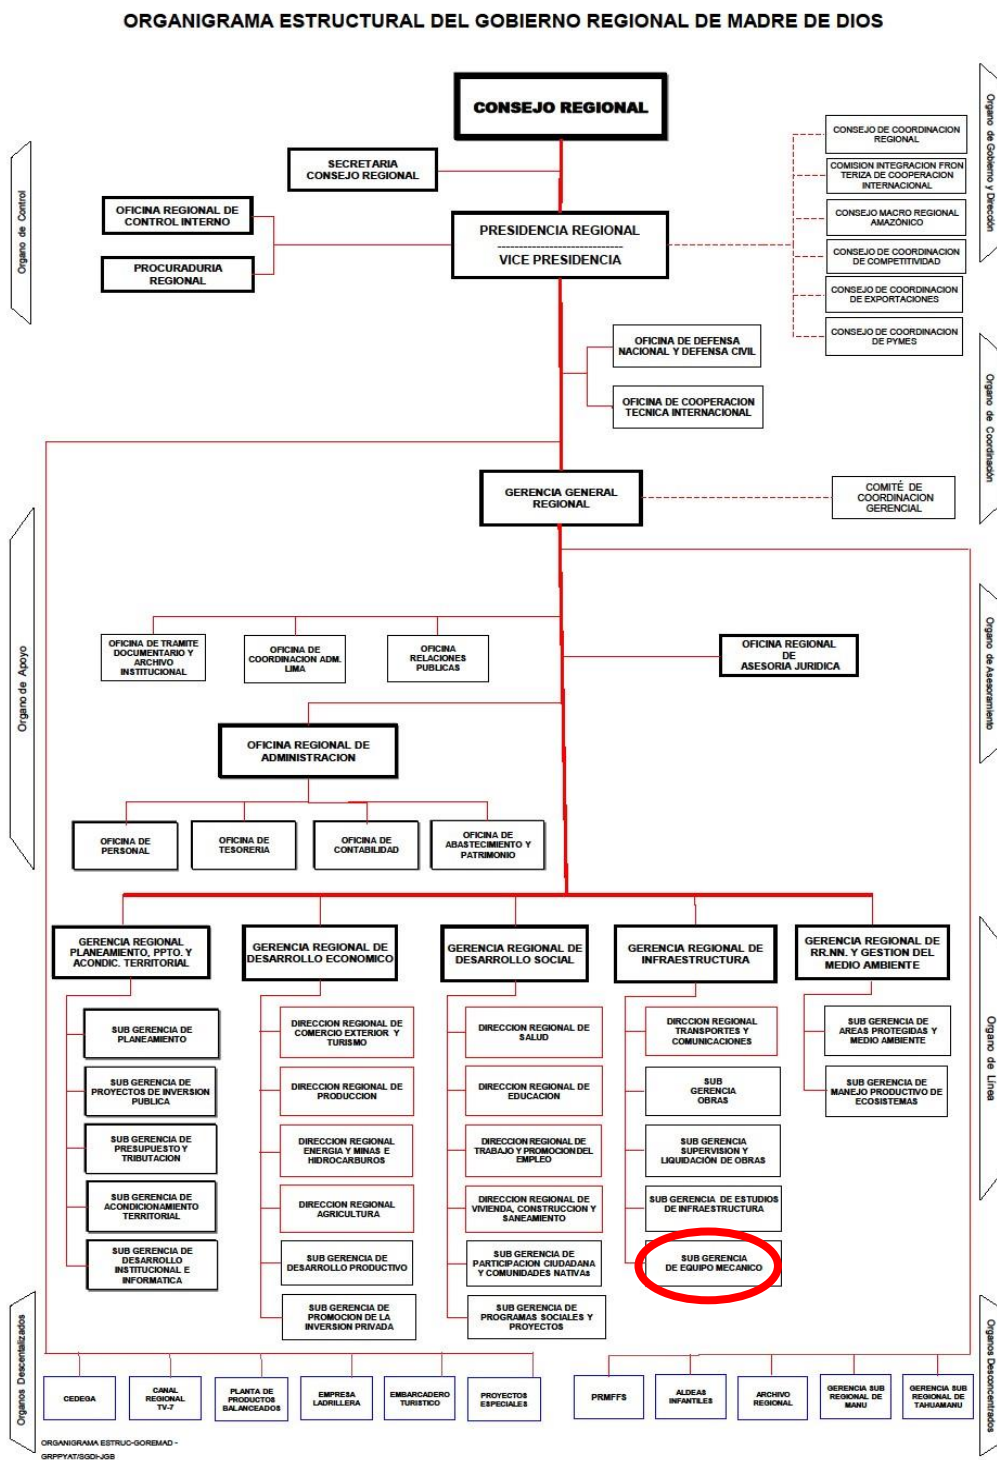 ORGANIGRAMA ESTRUCTURAL DEL GOBIERNO REGIONAL DE MADRE DE DIOS
CONSEJO REGIONAL
SECRETARIA
CONSEJO REGIONAL
OFICINA REGIONAL DE
CONTROL INTERNO
PROCURADURIA
REGIONAL
PRESIDENCIA REGIONAL
-----------------------------
VICE PRESIDENCIA
CONSEJO DE COORDINACION
REGIONAL
COMISION INTEGRACION FRON
TERIZA DE COOPERACION
INTERNACIONAL
CONSEJO MACRO REGIONAL
AMAZÓNICO
CONSEJO DE COORDINACION
DE COMPETITIVIDAD
CONSEJO DE COORDINACION
DE EXPORTACIONES
CONSEJO DE COORDINACION
DE PYMES
Organo de Control
Organo de Gobierno y Dirección
OFICINA DE DEFENSA
NACIONAL Y DEFENSA CIVIL
OFICINA DE COOPERACION
TECNICA INTERNACIONAL
Organo de Coordinación
GERENCIA GENERAL
REGIONAL
COMITÉ DE
COORDINACION
GERENCIAL
Organo de Apoyo
OFICINA DE TRAMITE
DOCUMENTARIO Y
ARCHIVO
INSTITUCIONAL
OFICINA DE
COORDINACION ADM.
LIMA
OFICINA
RELACIONES
PUBLICAS
OFICINA REGIONAL
DE
ASESORIA JURIDICA
Organo de Asesoramiento
OFICINA REGIONAL DE
ADMINISTRACION
OFICINA DE
PERSONAL
OFICINA DE
TESORERIA
OFICINA DE
CONTABILIDAD
OFICINA DE
ABASTECIMIENTO Y
PATRIMONIO
GERENCIA REGIONAL
PLANEAMIENTO, PPTO. Y
ACONDIC. TERRITORIAL
GERENCIA REGIONAL DE
DESARROLLO ECONOMICO
GERENCIA REGIONAL DE
DESARROLLO SOCIAL
GERENCIA REGIONAL DE
INFRAESTRUCTURA
GERENCIA REGIONAL DE
RR.NN. Y GESTION DEL
MEDIO AMBIENTE
Organo de Línea
SUB GERENCIA DE
PLANEAMIENTO
SUB GERENCIA DE
PROYECTOS DE INVERSION
PUBLICA
SUB GERENCIA DE
PRESUPUESTO Y
TRIBUTACION
SUB GERENCIA DE
ACONDICIONAMIENTO
TERRITORIAL
SUB GERENCIA DE
DESARROLLO
INSTITUCIONAL E
INFORMATICA
DIRECCION REGIONAL DE
COMERCIO EXTERIOR Y
TURISMO
DIRECCION REGIONAL DE
PRODUCCION
DIRECCION REGIONAL
ENERGIA Y MINAS E
HIDROCARBUROS
DIRECCION REGIONAL
AGRICULTURA
SUB GERENCIA DE
DESARROLLO PRODUCTIVO
SUB GERENCIA DE
PROMOCION DE LA
INVERSION PRIVADA
DIRECCION REGIONAL DE
SALUD
DIRECCION REGIONAL DE
EDUCACION
DIRECCION REGIONAL DE
TRABAJO Y PROMOCION DEL
EMPLEO
DIRECCION REGIONAL DE
VIVIENDA, CONSTRUCCION Y
SANEAMIENTO
SUB GERENCIA DE
PARTICIPACION CIUDADANA
Y COMUNIDADES NATIVAs
SUB GERENCIA DE
PROGRAMAS SOCIALES Y
PROYECTOS
DIRCCION REGIONAL
TRANSPORTES Y
COMUNICACIONES
SUB
GERENCIA
OBRAS
SUB GERENCIA
SUPERVISION Y
LIQUIDACIÓN DE OBRAS
SUB GERENCIA DE ESTUDIOS
DE INFRAESTRUCTURA
SUB GERENCIA
DE EQUIPO MECANICO
SUB GERENCIA DE
AREAS PROTEGIDAS Y
MEDIO AMBIENTE
SUB GERENCIA DE
MANEJO PRODUCTIVO DE
ECOSISTEMAS
Organos Descentalizados
CEDEGA
CANAL
REGIONAL
TV-7
PLANTA DE
PRODUCTOS
BALANCEADOS
EMPRESA
LADRILLERA
EMBARCADERO
TURISTICO
PROYECTOS
ESPECIALES
PRMFFS
ALDEAS
INFANTILES
ARCHIVO
REGIONAL
GERENCIA SUB
REGIONAL DE
MANU
GERENCIA SUB
REGIONAL DE
TAHUAMANU
Organos Desconcentrados
ORGANIGRAMA ESTRUC-GOREMAD -
GRPPYAT/SGDI-JGB